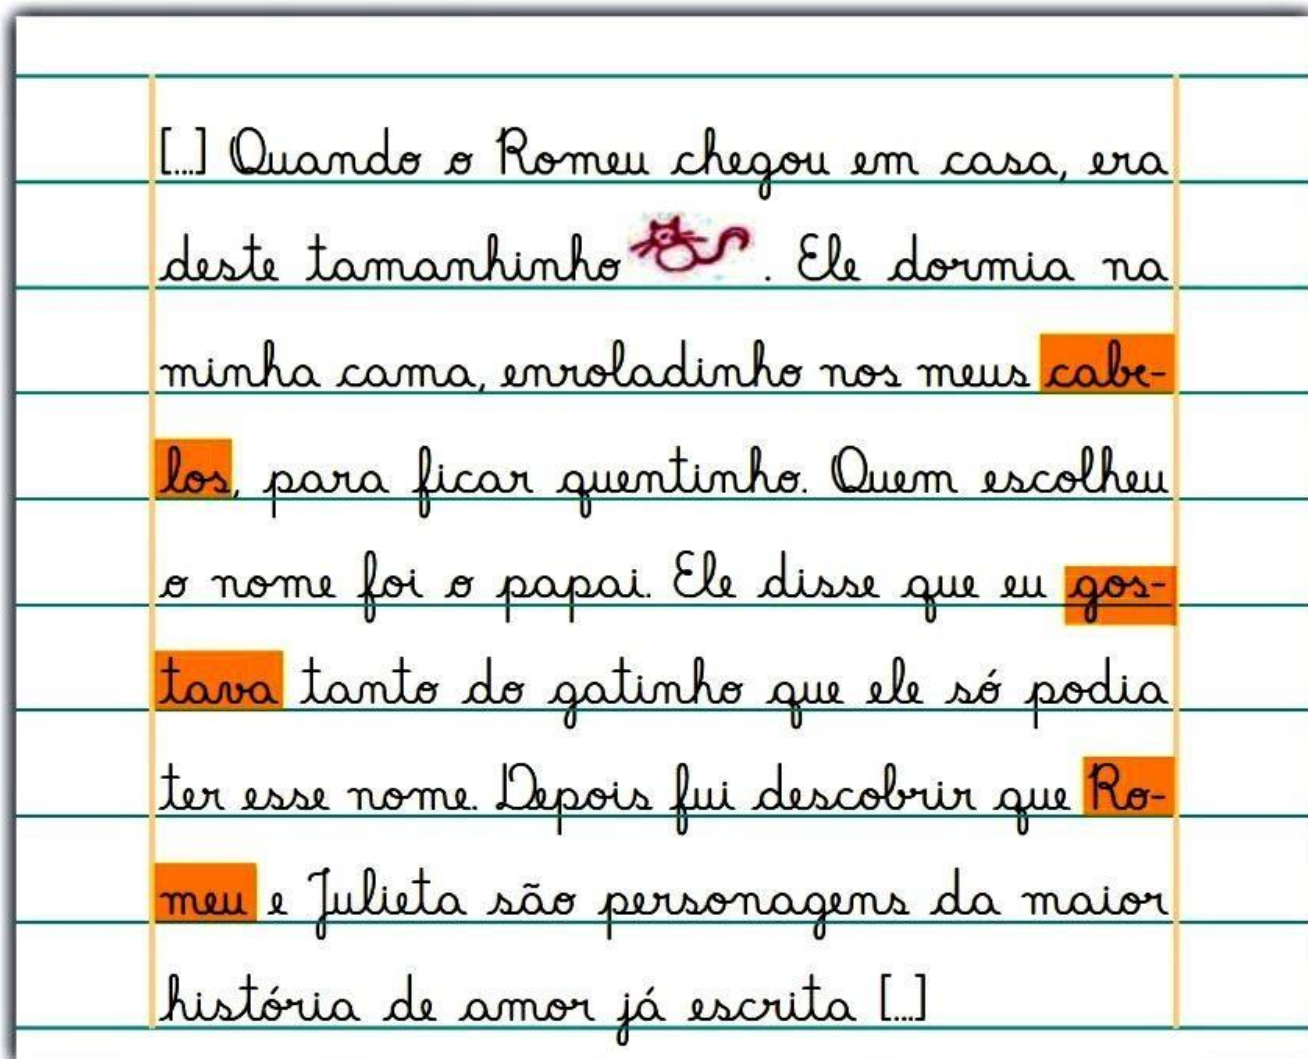 [...] Quando o Romeu chegou em casa, era
deste tamanhinho . Ele dormia na
minha cama, enroladinho nos meus cabe-
los, para ficar quentinho. Quem escolheu
o nome foi o papai. Ele disse que eu gos-
tava tanto do gatinho que ele só podia
ter esse nome. Depois fui descobrir que Ro-
meu e Julieta são personagens da maior
história de amor já escrita [...]